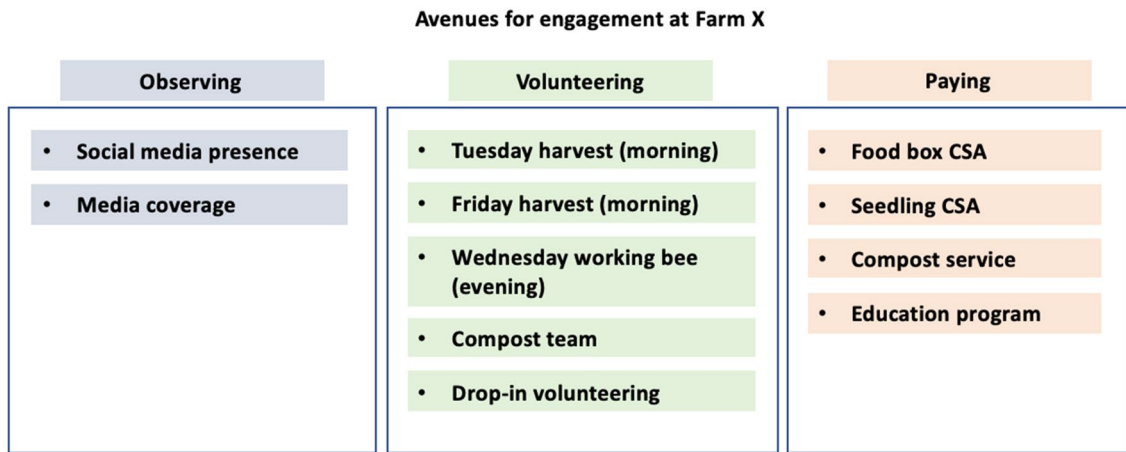 Avenues for engagement at Farm X
Observing
• Social media presence
• Media coverage
Volunteering
• Tuesday harvest (morning)
• Friday harvest (morning)
• Wednesday working bee
(evening)
• Compost team
• Drop-in volunteering
Paying
• Food box CSA
• Seedling CSA
• Compost service
• Education program